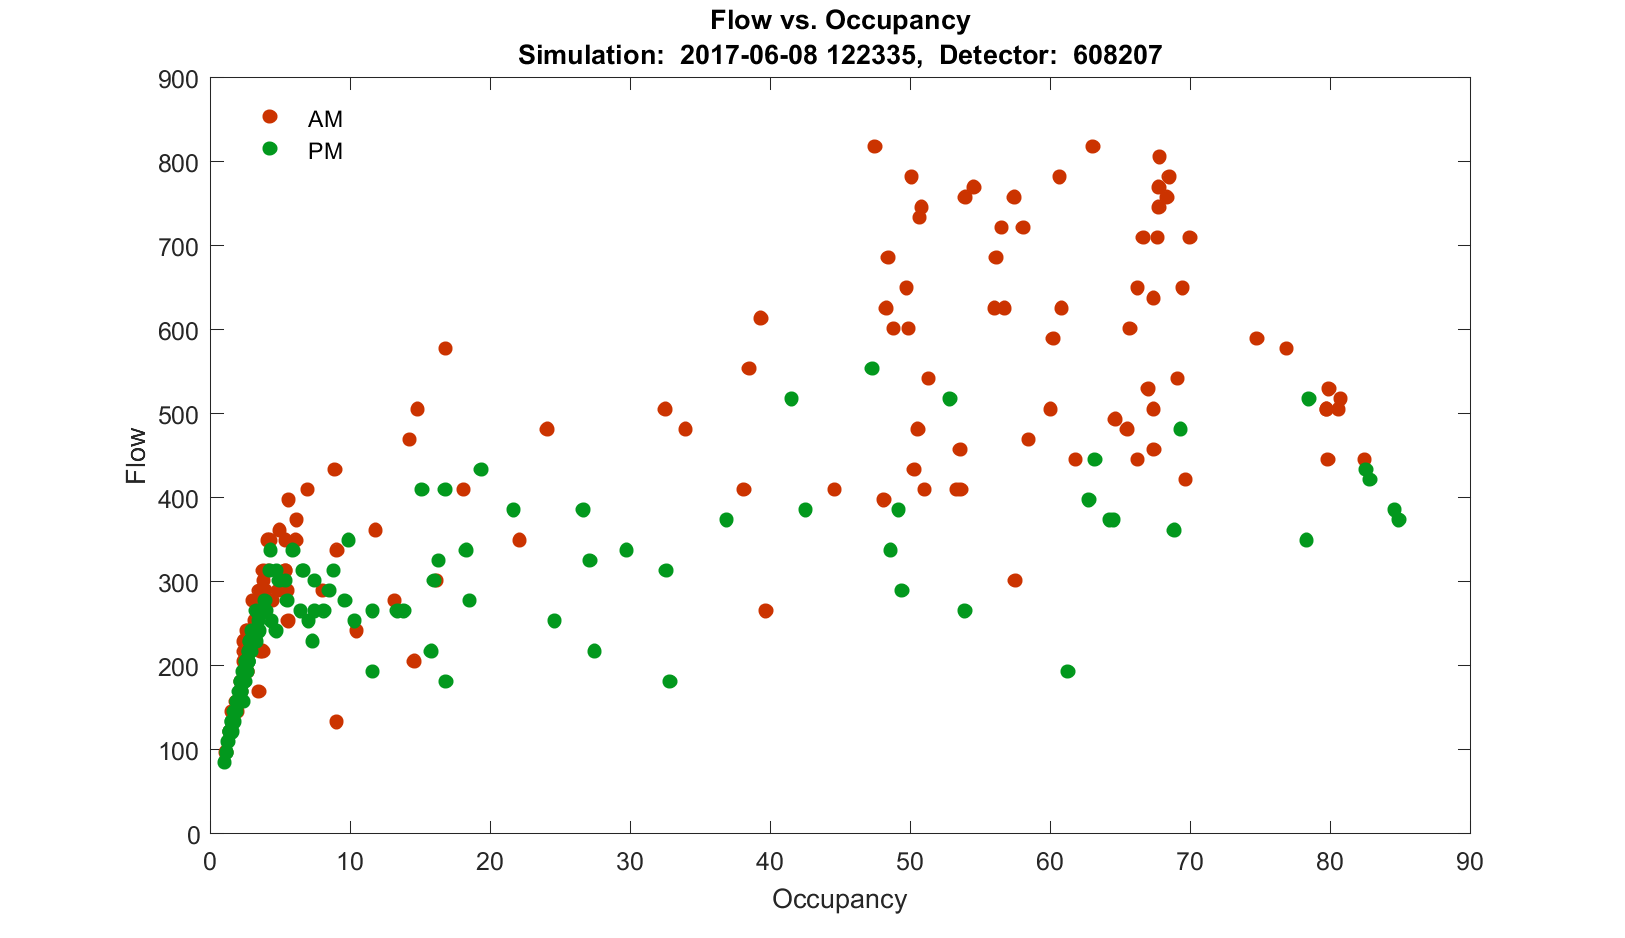 Flow vs. Occupancy
Simulation:  2017-06-08 122335,  Detector:  608207
900
800
700
600
500
400
300
200
100
0
Flow
AM
PM
0 10 20 30 40 50 60 70 80 90
Occupancy